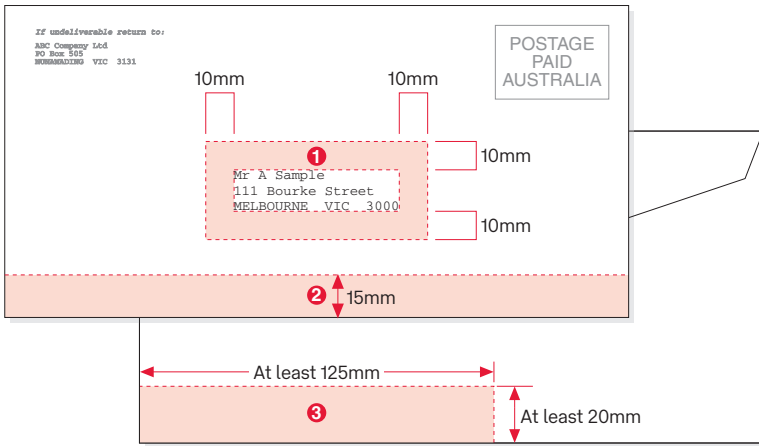 If undeliverable return to:
ABC Company Ltd
PO Box 505
NUNAWADING VIC 3131
POSTAGE
PAID
AUSTRALIA
10mm
10mm
1
10mm
Mr A Sample
111 Bourke Street
MELBOURNE VIC 3000
10mm
2
15mm
At least 125mm
3
At least 20mm